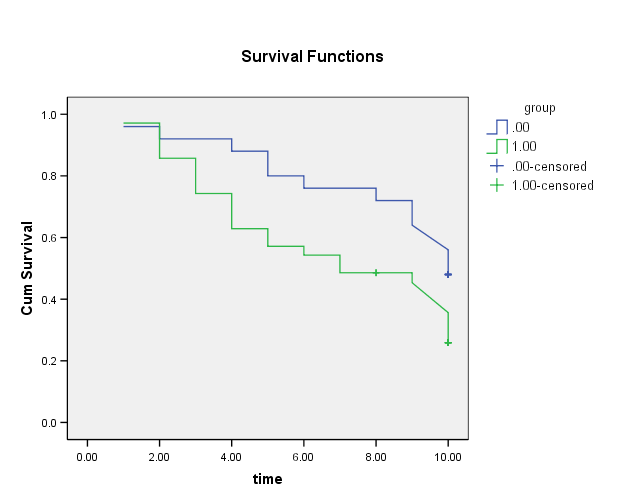 Survival Functions
group
.00
1.00
.00-censored
1.00-censored
Cum Survival
1.0
0.8
0.6
0.4
0.2
0.0
0.00 2.00 4.00 6.00 8.00 10.00
time